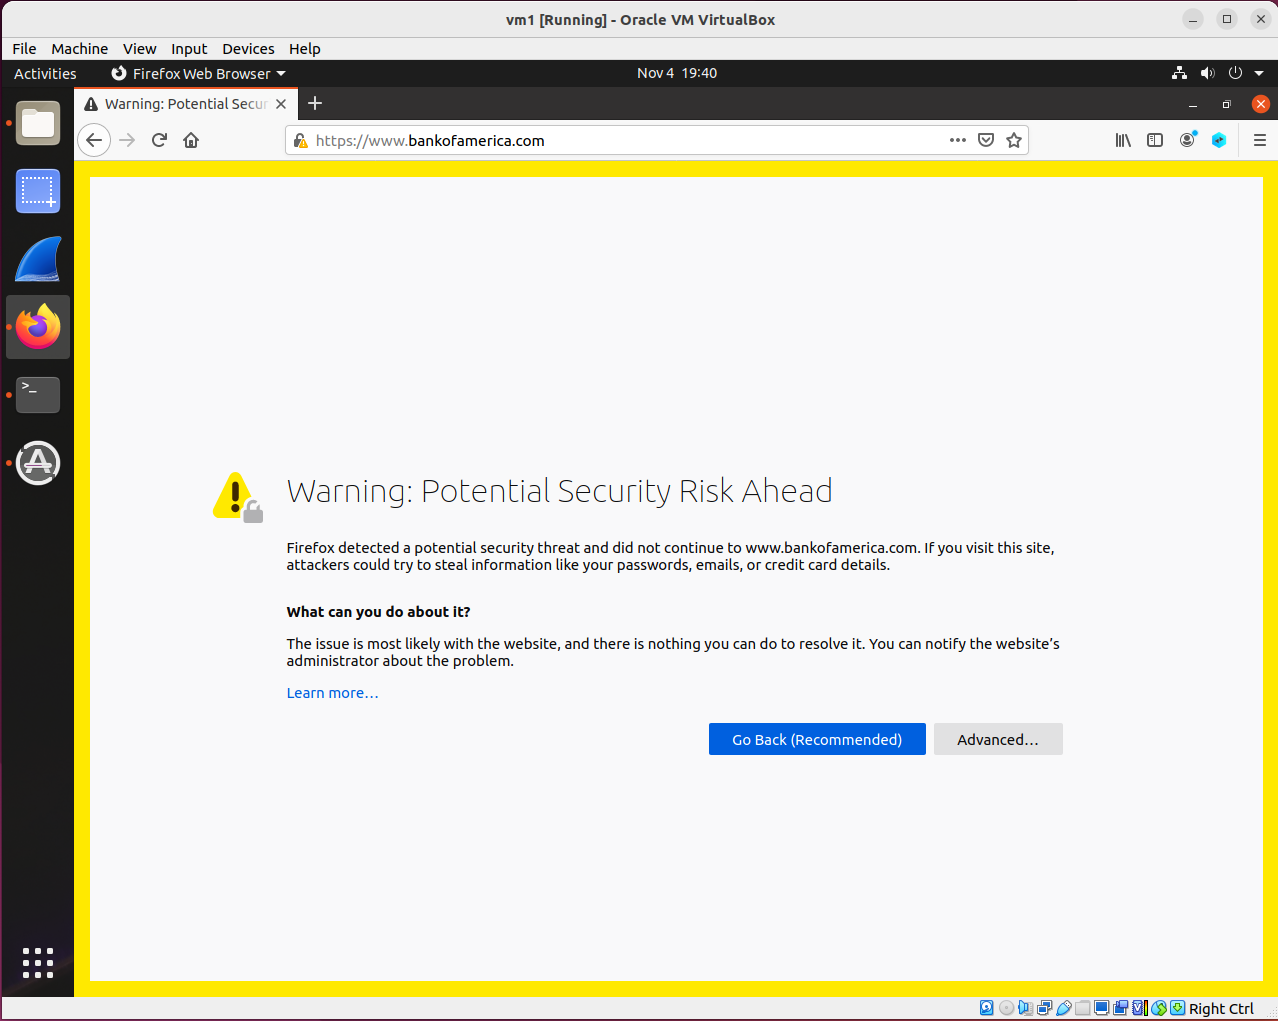 vm1 [Running] - Oracle VM VirtualBox
File Machine View Input Devices Help
Activities Firefox Web Browser Nov 4 19:40
Warning: Potential Secur
https://www.bankofamerica.com
>_
Warning: Potential Security Risk Ahead
Firefox detected a potential security threat and did not continue to www.bankofamerica.com. If you visit this site,
attackers could try to steal information like your passwords, emails, or credit card details.
What can you do about it?
The issue is most likely with the website, and there is nothing you can do to resolve it. You can notify the website’s
administrator about the problem.
Learn more…
Go Back (Recommended) Advanced…
Right Ctrl